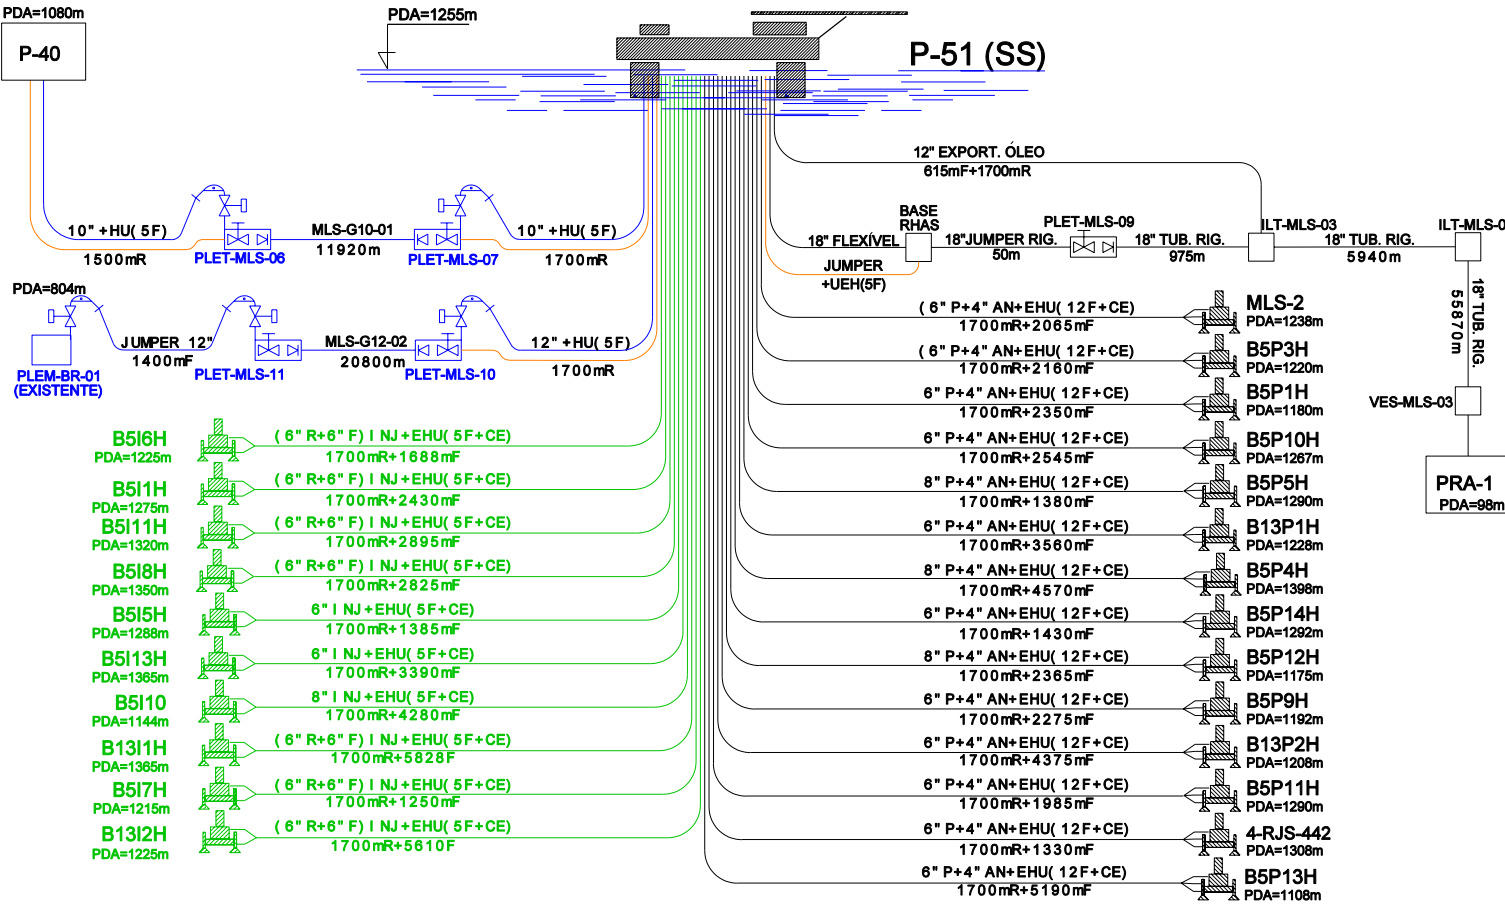 PDA=1080m
P-40
PDA=1255m
P-51 (SS)
12" EXPORT. ÓLEO
615mF+1700mR
10" +HU( 5F)
1500mR
PLET-MLS-06
MLS-G10-01
11920m
PLET-MLS-07
10" +HU( 5F)
1700mR
BASE
RHAS
18" FLEXÍVEL
JUMPER
+UEH(5F)
18"JUMPER RIG.
50m
PLET-MLS-09
18" TUB. RIG.
975m
ILT-MLS-03
18" TUB. RIG.
5940m
ILT-MLS-0
18" TUB. RIG.
55870m
VES-MLS-03
PRA-1
PDA=98m
PDA=804m
PLEM-BR-01
(EXISTENTE)
JUMPER 12"
1400mF
PLET-MLS-11
MLS-G12-02
20800m
PLET-MLS-10
12" +HU( 5F)
1700mR
B5I6H
PDA=1225m
( 6" R+6" F) I NJ+EHU( 5F+CE)
1700mR+1688mF
B5I1H
PDA=1275m
( 6" R+6" F) I NJ+EHU( 5F+CE)
1700mR+2430mF
B5I11H
PDA=1320m
( 6" R+6" F) I NJ+EHU( 5F+CE)
1700mR+2895mF
B5I8H
PDA=1350m
( 6" R+6" F) I NJ+EHU( 5F+CE)
1700mR+2825mF
B5I5H
PDA=1288m
6" I NJ+EHU( 5F+CE)
1700mR+1385mF
B5I13H
PDA=1365m
6" I NJ+EHU( 5F+CE)
1700mR+3390mF
B5I10
PDA=1144m
8" I NJ+EHU( 5F+CE)
1700mR+4280mF
B13I1H
PDA=1365m
( 6" R+6" F) I NJ+EHU( 5F+CE)
1700mR+5828F
B5I7H
PDA=1215m
( 6" R+6" F) I NJ+EHU( 5F+CE)
1700mR+1250mF
B13I2H
PDA=1225m
( 6" R+6" F) I NJ+EHU( 5F+CE)
1700mR+5610F
( 6" P+4" AN+EHU( 12F+CE)
1700mR+2065mF
MLS-2
PDA=1238m
( 6" P+4" AN+EHU( 12F+CE)
1700mR+2160mF
B5P3H
PDA=1220m
6" P+4" AN+EHU( 12F+CE)
1700mR+2350mF
B5P1H
PDA=1180m
6" P+4" AN+EHU( 12F+CE)
1700mR+2545mF
B5P10H
PDA=1267m
8" P+4" AN+EHU( 12F+CE)
1700mR+1380mF
B5P5H
PDA=1290m
6" P+4" AN+EHU( 12F+CE)
1700mR+3560mF
B13P1H
PDA=1228m
8" P+4" AN+EHU( 12F+CE)
1700mR+4570mF
B5P4H
PDA=1398m
6" P+4" AN+EHU( 12F+CE)
1700mR+1430mF
B5P14H
PDA=1292m
8" P+4" AN+EHU( 12F+CE)
1700mR+2365mF
B5P12H
PDA=1175m
6" P+4" AN+EHU( 12F+CE)
1700mR+2275mF
B5P9H
PDA=1192m
6" P+4" AN+EHU( 12F+CE)
1700mR+4375mF
B13P2H
PDA=1208m
6" P+4" AN+EHU( 12F+CE)
1700mR+1985mF
B5P11H
PDA=1290m
6" P+4" AN+EHU( 12F+CE)
1700mR+1330mF
4-RJS-442
PDA=1308m
6" P+4" AN+EHU( 12F+CE)
1700mR+5190mF
B5P13H
PDA=1108m